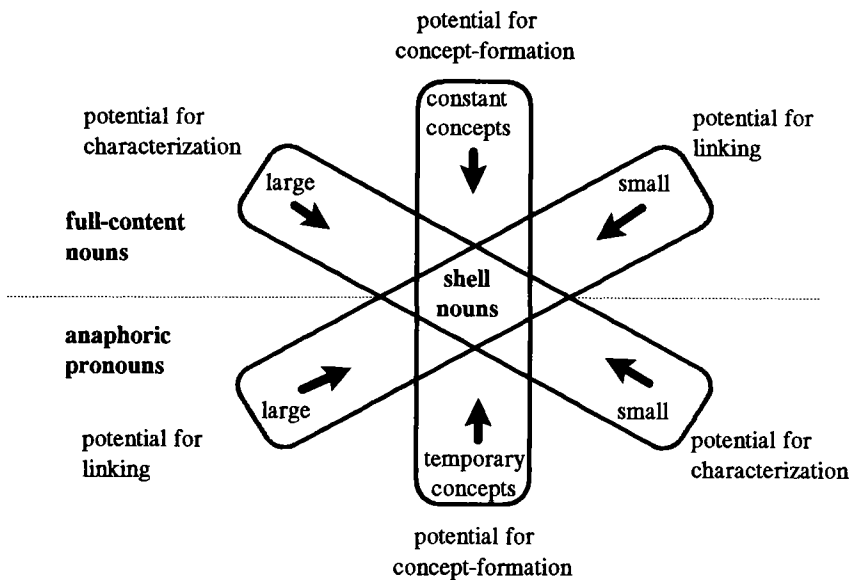 potential for
concept-formation
constant
concepts
potential for
characterization
potential for
linking
large
small
full-content
nouns
shell
nouns
anaphoric
pronouns
large
small
potential for
linking
potential for
characterization
temporary
concepts
potential for
concept-formation